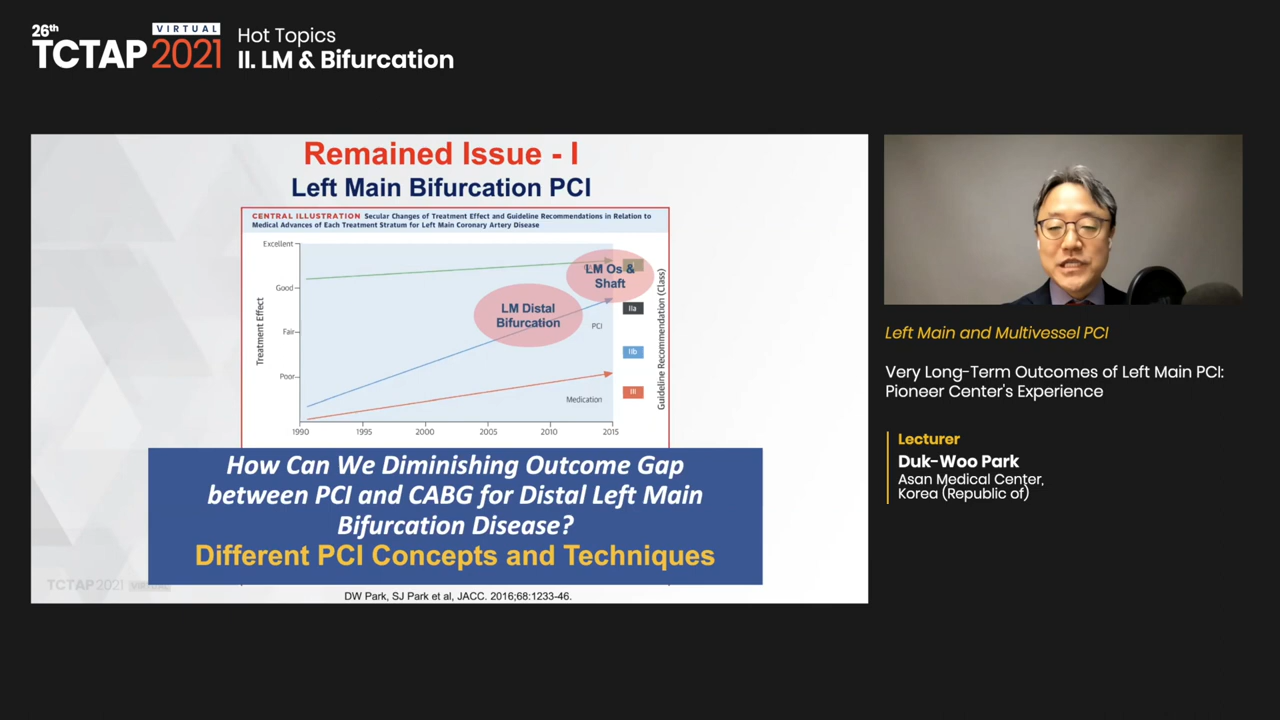 26th
VIRTUAL
TCTAP 2021
Hot Topics
II. LM & Bifurcation
Remained Issue - I
Left Main Bifurcation PCI
CENTRAL ILLUSTRATION Secular Changes of Treatment Effect and Guideline Recommendations in Relation to
Medical Advances of Each Treatment Stratum for Left Main Coronary Artery Disease
Excellent
Good
Fair
Poor
Treatment Effect
LM Os &
Shaft
LM Distal
Bifurcation
PCI
Medication
IIa
IIb
III
Guideline Recommendation (Class)
1990
1995
2000
2005
2010
2015
How Can We Diminishing Outcome Gap
between PCI and CABG for Distal Left Main
Bifurcation Disease?
Different PCI Concepts and Techniques
TCTAP 2021 VIRTUAL
DW Park, SJ Park et al, JACC. 2016;68:1233-46.
Left Main and Multivessel PCI
Very Long-Term Outcomes of Left Main PCI:
Pioneer Center's Experience
Lecturer
Duk-Woo Park
Asan Medical Center,
Korea (Republic of)